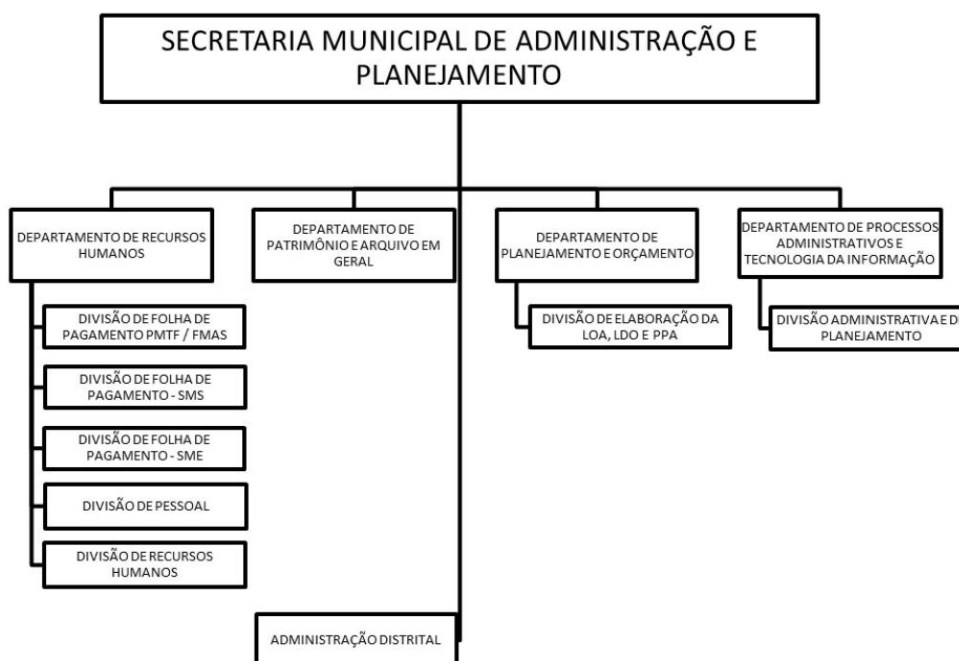 SECRETARIA MUNICIPAL DE ADMINISTRAÇÃO E
PLANEJAMENTO
DEPARTAMENTO DE RECURSOS
HUMANOS
DEPARTAMENTO DE
PATRIMÔNIO E ARQUIVO EM
GERAL
DEPARTAMENTO DE
PLANEJAMENTO E ORÇAMENTO
DEPARTAMENTO DE PROCESSOS
ADMINISTRATIVOS E
TECNOLOGIA DA INFORMAÇÃO
DIVISÃO DE FOLHA DE
PAGAMENTO PMTF / FMAS
DIVISÃO DE FOLHA DE
PAGAMENTO - SMS
DIVISÃO DE FOLHA DE
PAGAMENTO - SME
DIVISÃO DE PESSOAL
DIVISÃO DE RECURSOS
HUMANOS
DIVISÃO DE ELABORAÇÃO DA
LOA, LDO E PPA
DIVISÃO ADMINISTRATIVA E DE
PLANEJAMENTO
ADMINISTRAÇÃO DISTRITAL